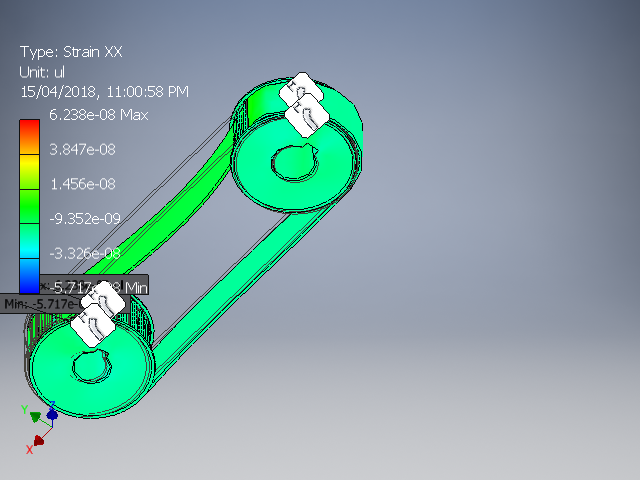 Type: Strain XX
Unit: ul
15/04/2018, 11:00:58 PM
6.238e-08 Max
3.847e-08
1.456e-08
-9.352e-09
-3.326e-08
-5.717e-08 Min
Min: -5.717e-0
Z
Y
X